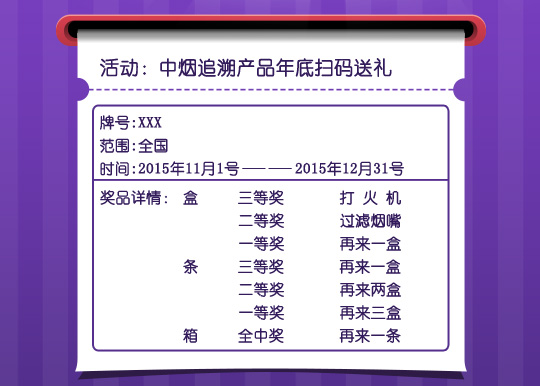 活动：中烟追溯产品年底扫码送礼
牌号:XXX
范围:全国
时间:2015年11月1号————2015年12月31号
奖品详情：盒 三等奖 打火机
二等奖 过滤烟嘴
一等奖 再来一盒
条 三等奖 再来一盒
二等奖 再来两盒
一等奖 再来三盒
箱 全中奖 再来一条